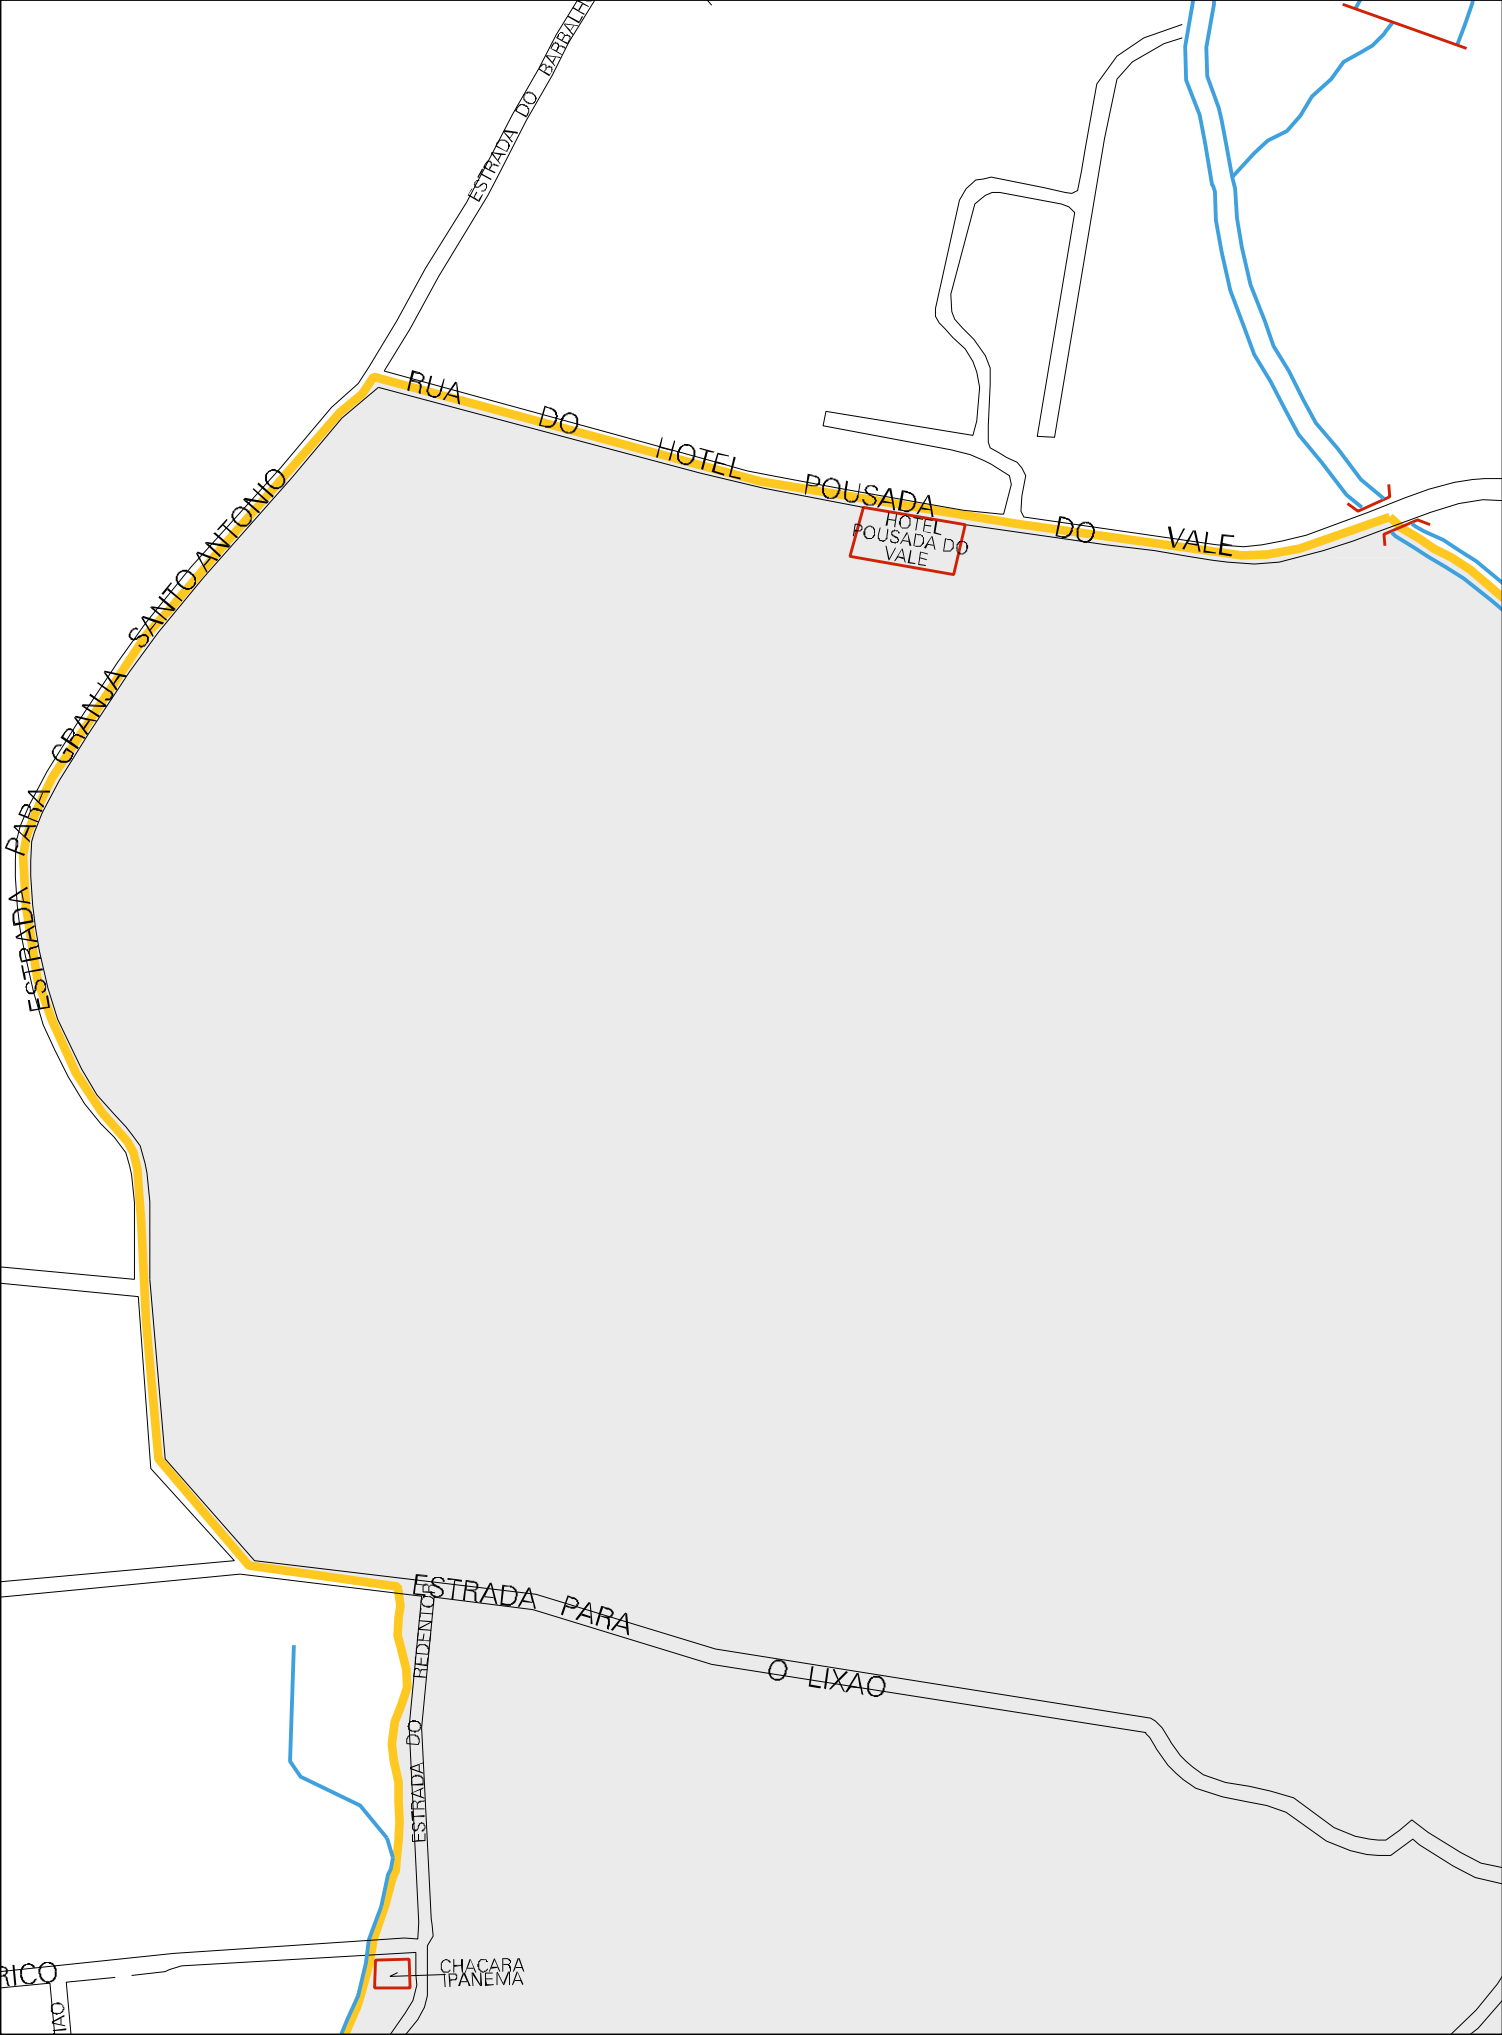 ESTRADA DO
RUA DO HOTEL POUSADA DO VALE
HOTEL
POUSADA DO
VALE
ESTRADA PARA GRANJA SANTO ANTONIO
ESTRADA PARA O LIXAO
ESTRADA DO REDENTOR
CHACARA
IPANEMA
RICO
IAO